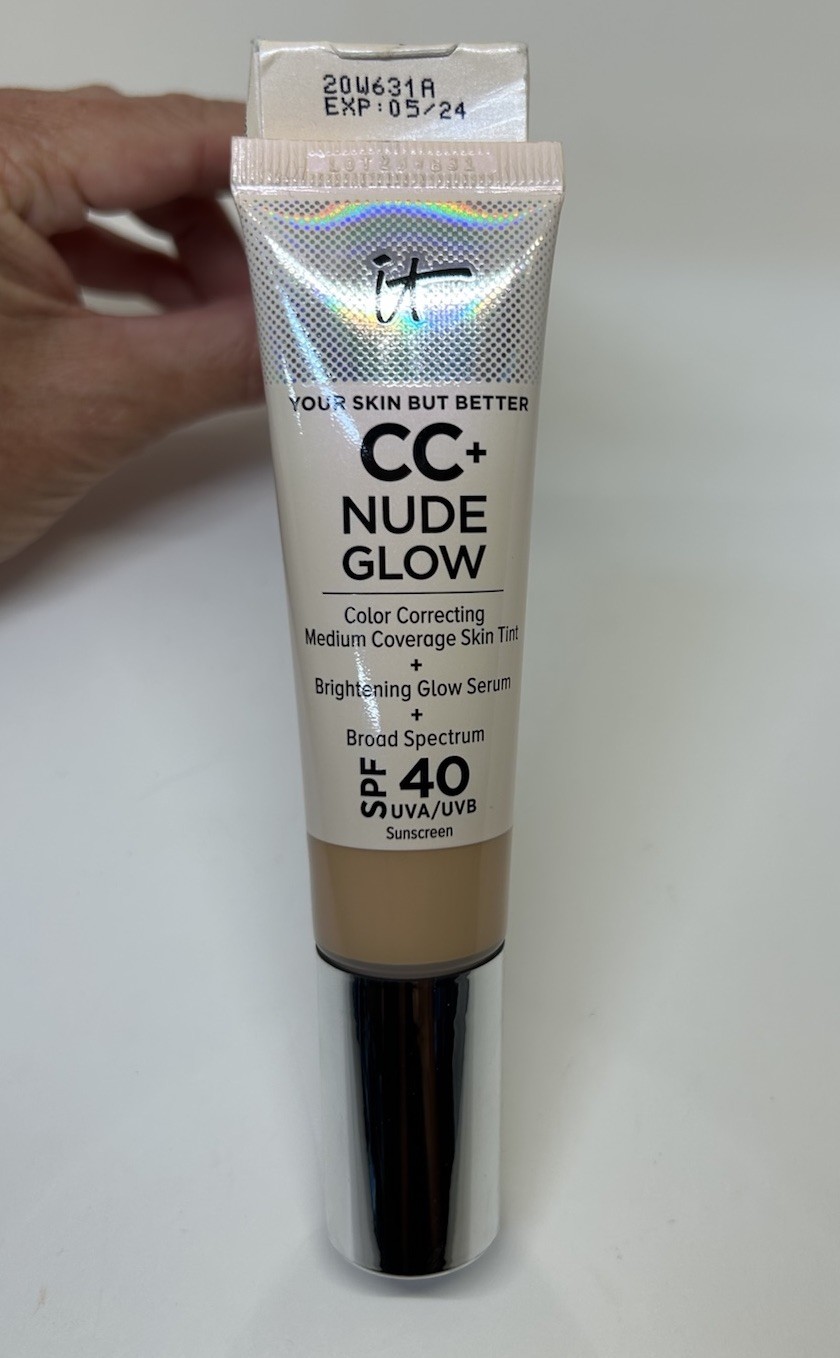 20W631A
EXP:05/24
it
YOUR SKIN BUT BETTER
CC+
NUDE
GLOW
Color Correcting
Medium Coverage Skin Tint
+
Brightening Glow Serum
+
Broad Spectrum
SPF 40
UVA/UVB
Sunscreen